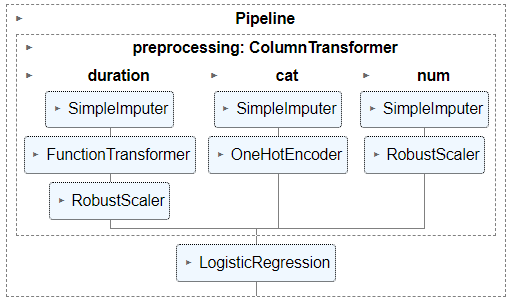 Pipeline
preprocessing: ColumnTransformer
duration cat num
SimpleImputer SimpleImputer SimpleImputer
FunctionTransformer OneHotEncoder RobustScaler
RobustScaler
LogisticRegression